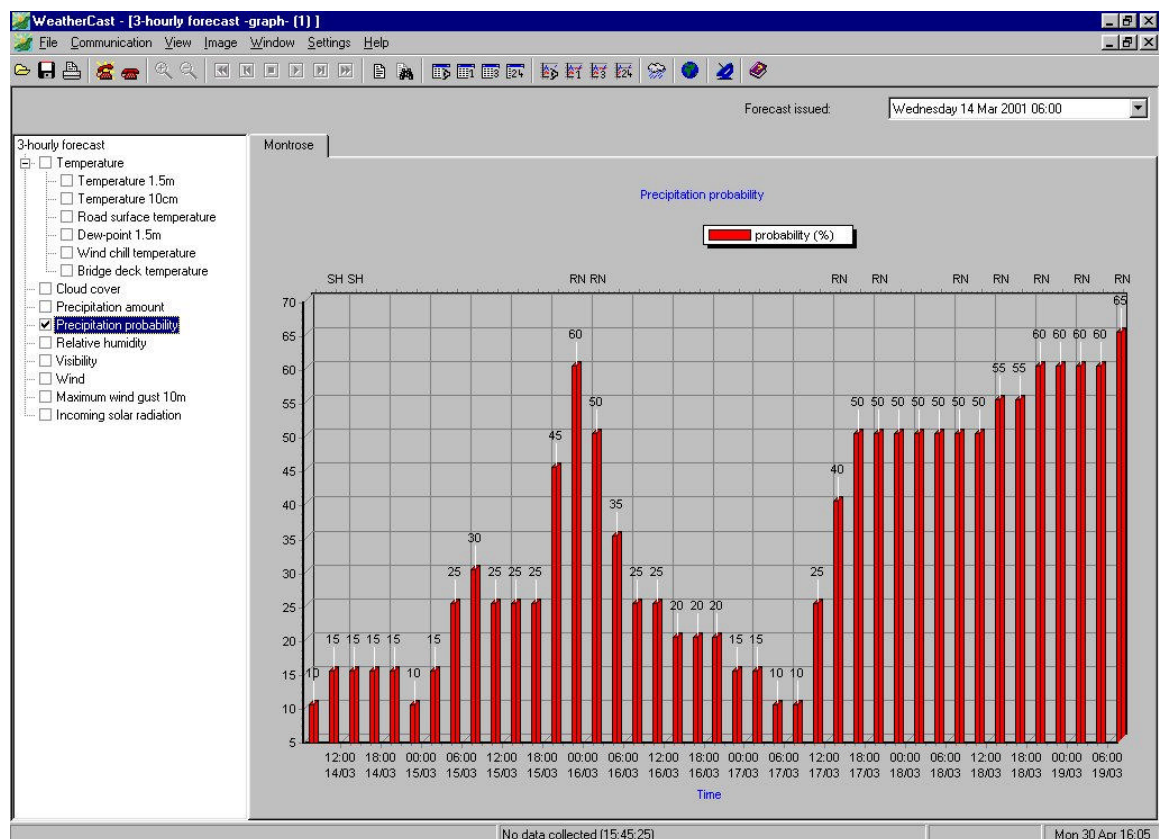 WeatherCast - [3-hourly forecast -graph- (1) ]
File Communication View Image Window Settings Help
Forecast issued: Wednesday 14 Mar 2001 06:00
3-hourly forecast
Temperature
Temperature 1.5m
Temperature 10cm
Road surface temperature
Dew-point 1.5m
Wind chill temperature
Bridge deck temperature
Cloud cover
Precipitation amount
Precipitation probability
Relative humidity
Visibility
Wind
Maximum wind gust 10m
Incoming solar radiation
Montrose
Precipitation probability
probability (%)
SH SH RN RN RN RN RN RN RN RN RN
70
65
60
55
50
45
40
35
30
25
20
15
10
5
10 15 15 15 15 10 15 25 30 25 25 25 45 60 50 35 25 25 20 20 20 15 15 10 10 25 40 50 50 50 50 50 50 50 55 55 60 60 60 60 65
12:00 18:00 00:00 06:00 12:00 18:00 00:00 06:00 12:00 18:00 00:00 06:00 12:00 18:00 00:00 06:00 12:00 18:00 00:00 06:00
14/03 14/03 15/03 15/03 15/03 15/03 16/03 16/03 16/03 16/03 17/03 17/03 17/03 17/03 18/03 18/03 18/03 18/03 19/03 19/03
Time
No data collected (15:45:25)
Mon 30 Apr 16:05